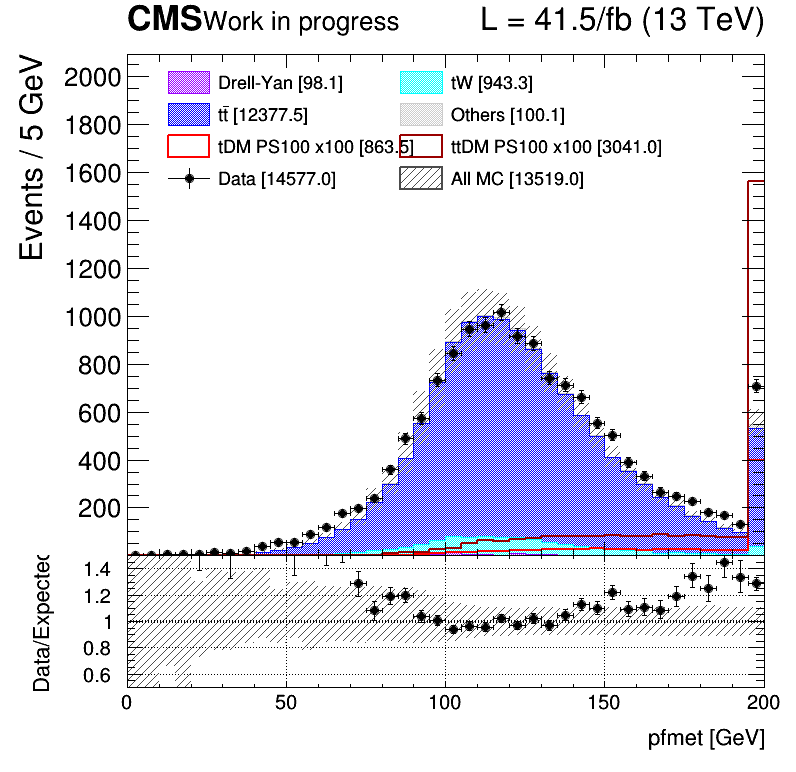 CMS Work in progress L = 41.5/fb (13 TeV)
Events / 5 GeV
2000
1800
1600
1400
1200
1000
800
600
400
200
Drell-Yan [98.1]
tW [943.3]
tt̄ [12377.5]
Others [100.1]
tDM PS100 x100 [863.5]
ttDM PS100 x100 [3041.0]
Data [14577.0]
All MC [13519.0]
Data/Expected
1.4
1.2
1
0.8
0.6
0 50 100 150 200
pfmet [GeV]